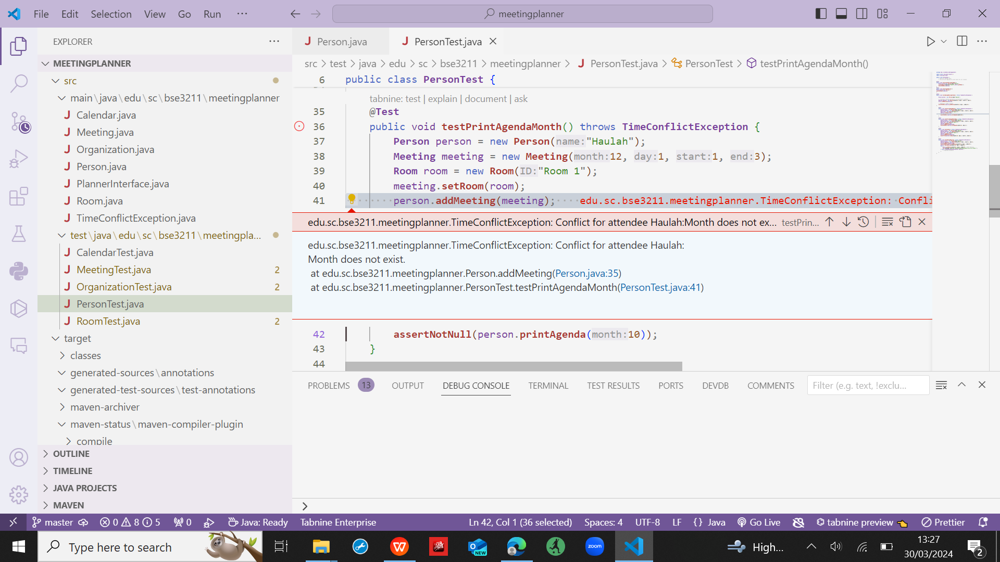 File Edit Selection View Go Run ···
meetingplanner
EXPLORER ···
MEETINGPLANNER
src
main\java\edu\sc\bse3211\meetingplanner
J Calendar.java
J Meeting.java
J Organization.java
J Person.java
J PlannerInterface.java
J Room.java
J TimeConflictException.java
test\java\edu\sc\bse3211\meetingpla...
J CalendarTest.java
J MeetingTest.java 2
J OrganizationTest.java 2
J PersonTest.java
J RoomTest.java 2
target
classes
generated-sources\annotations
generated-test-sources\test-annotations
maven-archiver
maven-status\maven-compiler-plugin
compile
OUTLINE
TIMELINE
JAVA PROJECTS
MAVEN
J Person.java J PersonTest.java
src > test > java > edu > sc > bse3211 > meetingplanner > J PersonTest.java > PersonTest > testPrintAgendaMonth()
6 public class PersonTest {
tabnine: test | explain | document | ask
35 @Test
36 public void testPrintAgendaMonth() throws TimeConflictException {
37 Person person = new Person(name:"Haulah");
38 Meeting meeting = new Meeting(month:12, day:1, start:1, end:3);
39 Room room = new Room(ID:"Room 1");
40 meeting.setRoom(room);
41 person.addMeeting(meeting); edu.sc.bse3211.meetingplanner.TimeConflictException: Confli
edu.sc.bse3211.meetingplanner.TimeConflictException: Conflict for attendee Haulah:Month does not ex... testPrin...
edu.sc.bse3211.meetingplanner.TimeConflictException: Conflict for attendee Haulah:
Month does not exist.
at edu.sc.bse3211.meetingplanner.Person.addMeeting(Person.java:35)
at edu.sc.bse3211.meetingplanner.PersonTest.testPrintAgendaMonth(PersonTest.java:41)
42 assertNotNull(person.printAgenda(month:10));
43 }
44
PROBLEMS 13 OUTPUT DEBUG CONSOLE TERMINAL TEST RESULTS PORTS DEVDB COMMENTS Filter (e.g. text, !exclu...
master 0 8 5 0 Java: Ready Tabnine Enterprise Ln 42, Col 1 (36 selected) Spaces: 4 UTF-8 LF {} Java Go Live tabnine preview Prettier
Type here to search
NEW
zoom
High...
13:27
30/03/2024
2